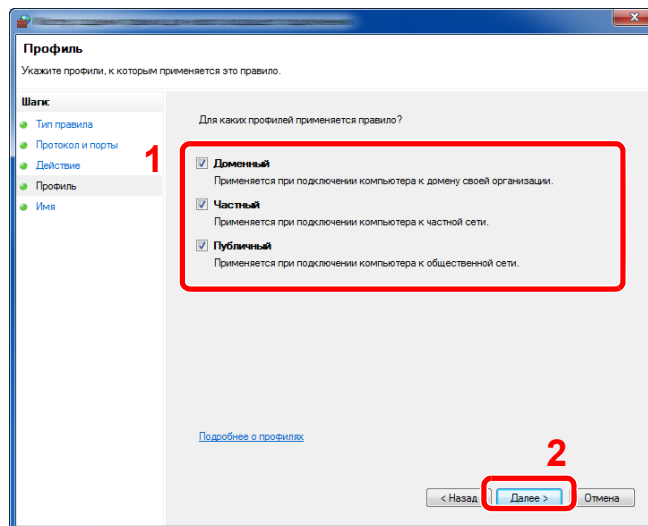 Профиль
Укажите профили, к которым применяется это правило.
Шаги:
Тип правила
Протокол и порты
Действие
Профиль
Имя
Для каких профилей применяется правило?
1
Доменный
Применяется при подключении компьютера к домену своей организации.
Частный
Применяется при подключении компьютера к частной сети.
Публичный
Применяется при подключении компьютера к общественной сети.
Подробнее о профилях
2
< Назад
Далее >
Отмена